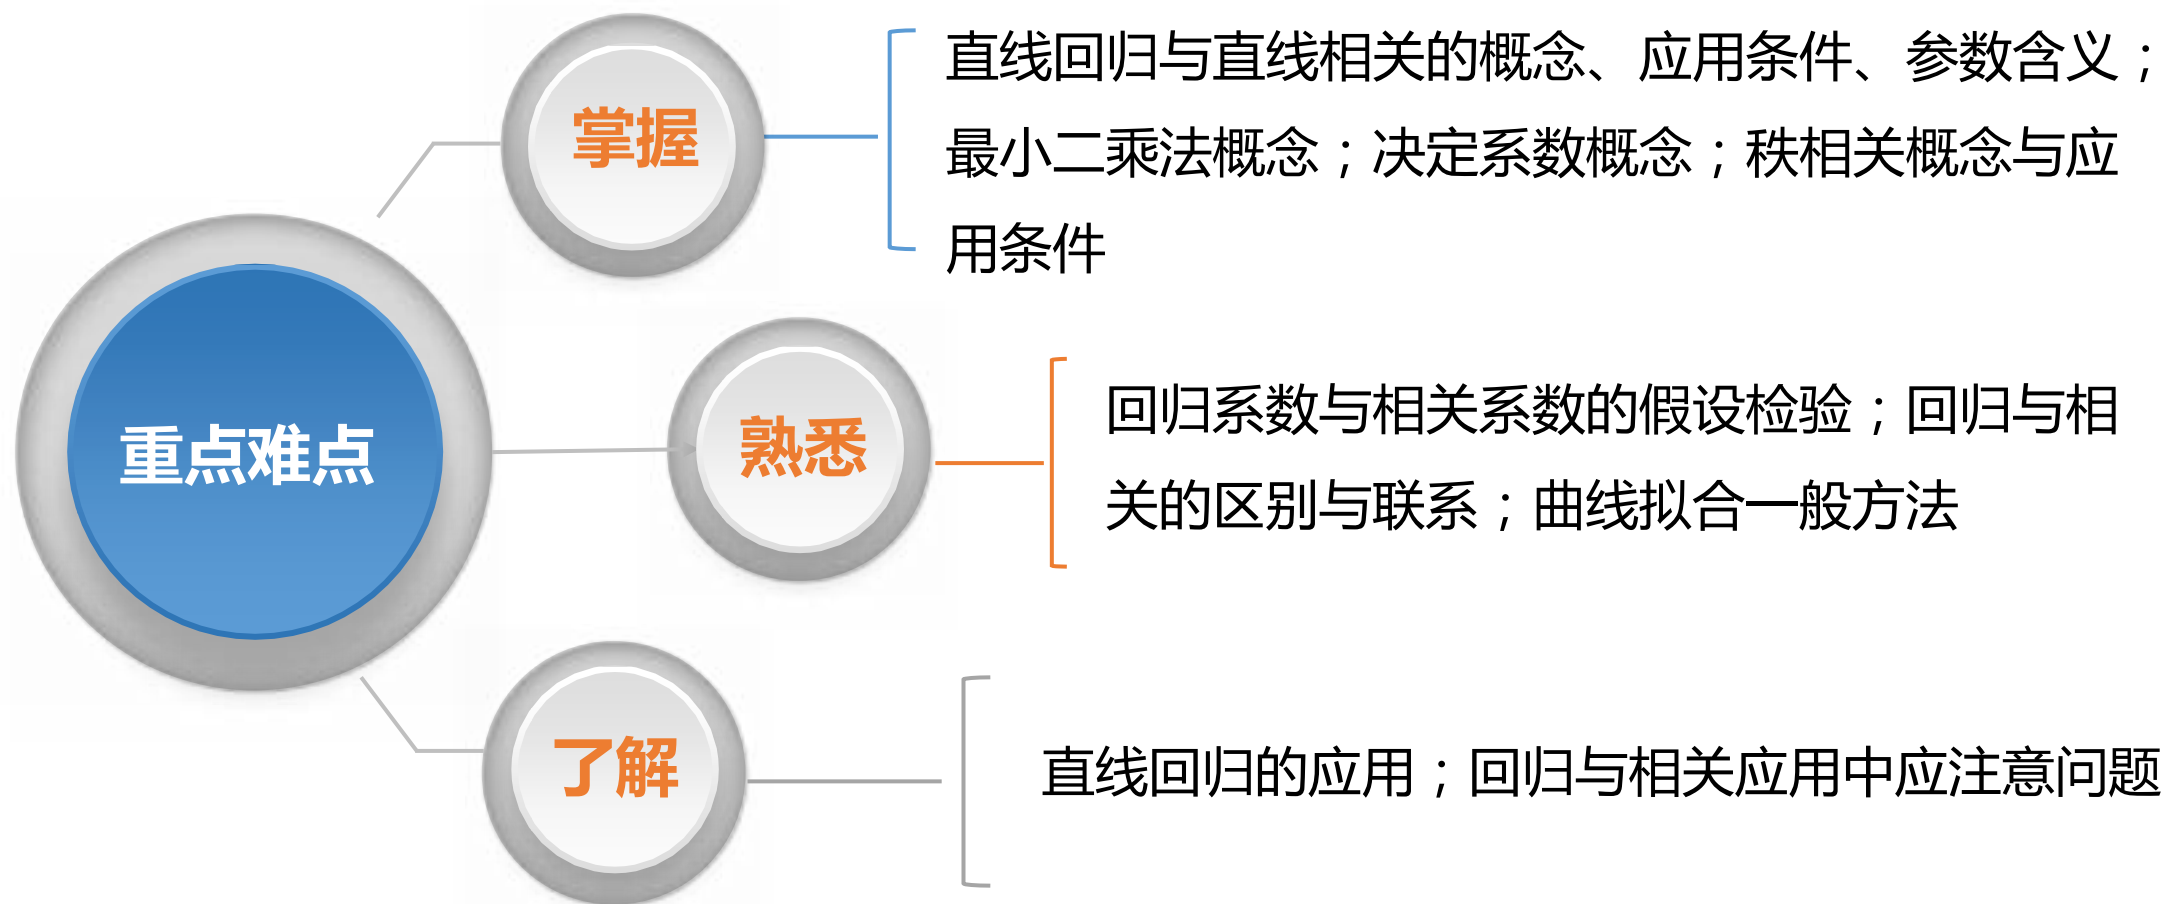 重点难点
掌握
直线回归与直线相关的概念、应用条件、参数含义；
最小二乘法概念；决定系数概念；秩相关概念与应
用条件
熟悉
回归系数与相关系数的假设检验；回归与相
关的区别与联系；曲线拟合一般方法
了解
直线回归的应用；回归与相关应用中应注意问题